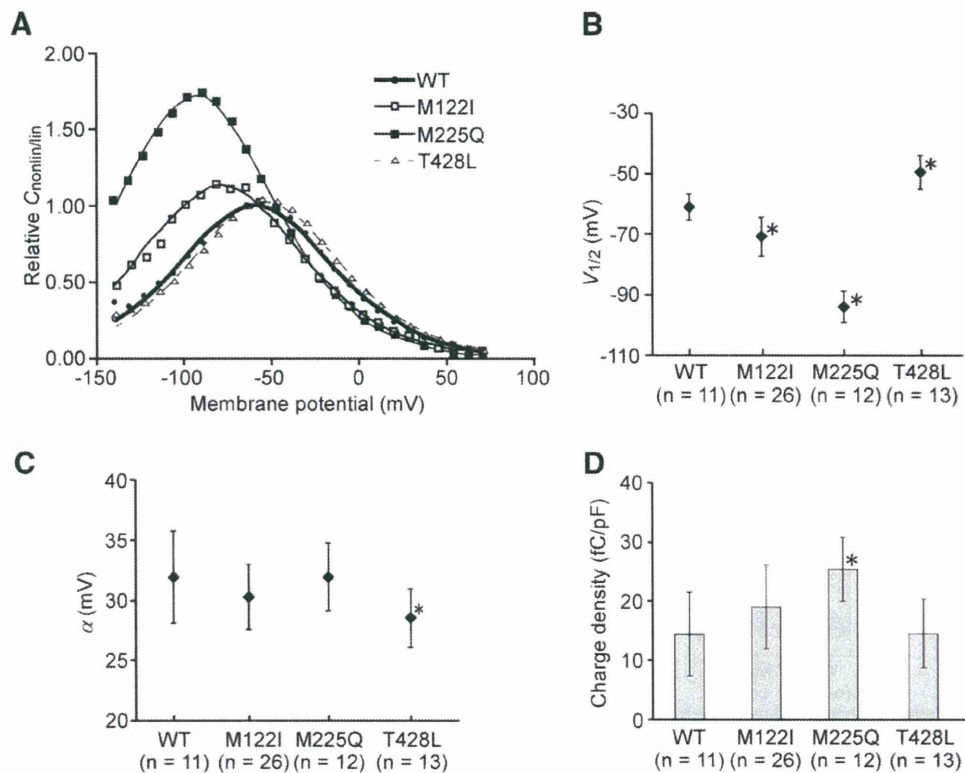 A
2.00
1.50
1.00
0.50
0.00
Relative Cnonlin/lin
-150
-100
-50
0
50
100
Membrane potential (mV)
WT
M122I
M225Q
T428L
B
-30
-50
-70
-90
-110
V1/2 (mV)
*
*
*
WT M122I M225Q T428L
(n = 11) (n = 26) (n = 12) (n = 13)
C
40
35
30
25
20
α (mV)
*
WT M122I M225Q T428L
(n = 11) (n = 26) (n = 12) (n = 13)
D
40
30
20
10
0
Charge density (fC/pF)
*
WT M122I M225Q T428L
(n = 11) (n = 26) (n = 12) (n = 13)